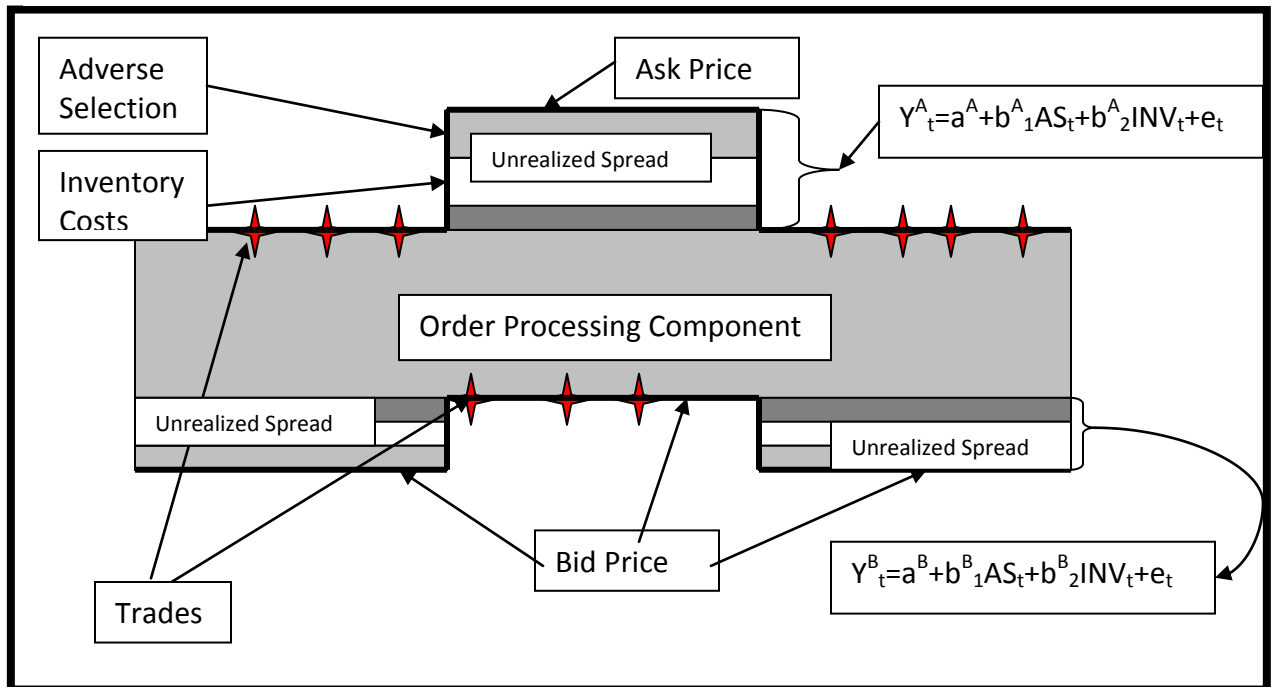 Adverse
Selection
Ask Price
Y^A_t=a^A+b^A_1AS_t+b^A_2INV_t+e_t
Unrealized Spread
Inventory
Costs
Order Processing Component
Unrealized Spread
Unrealized Spread
Bid Price
Y^B_t=a^B+b^B_1AS_t+b^B_2INV_t+e_t
Trades